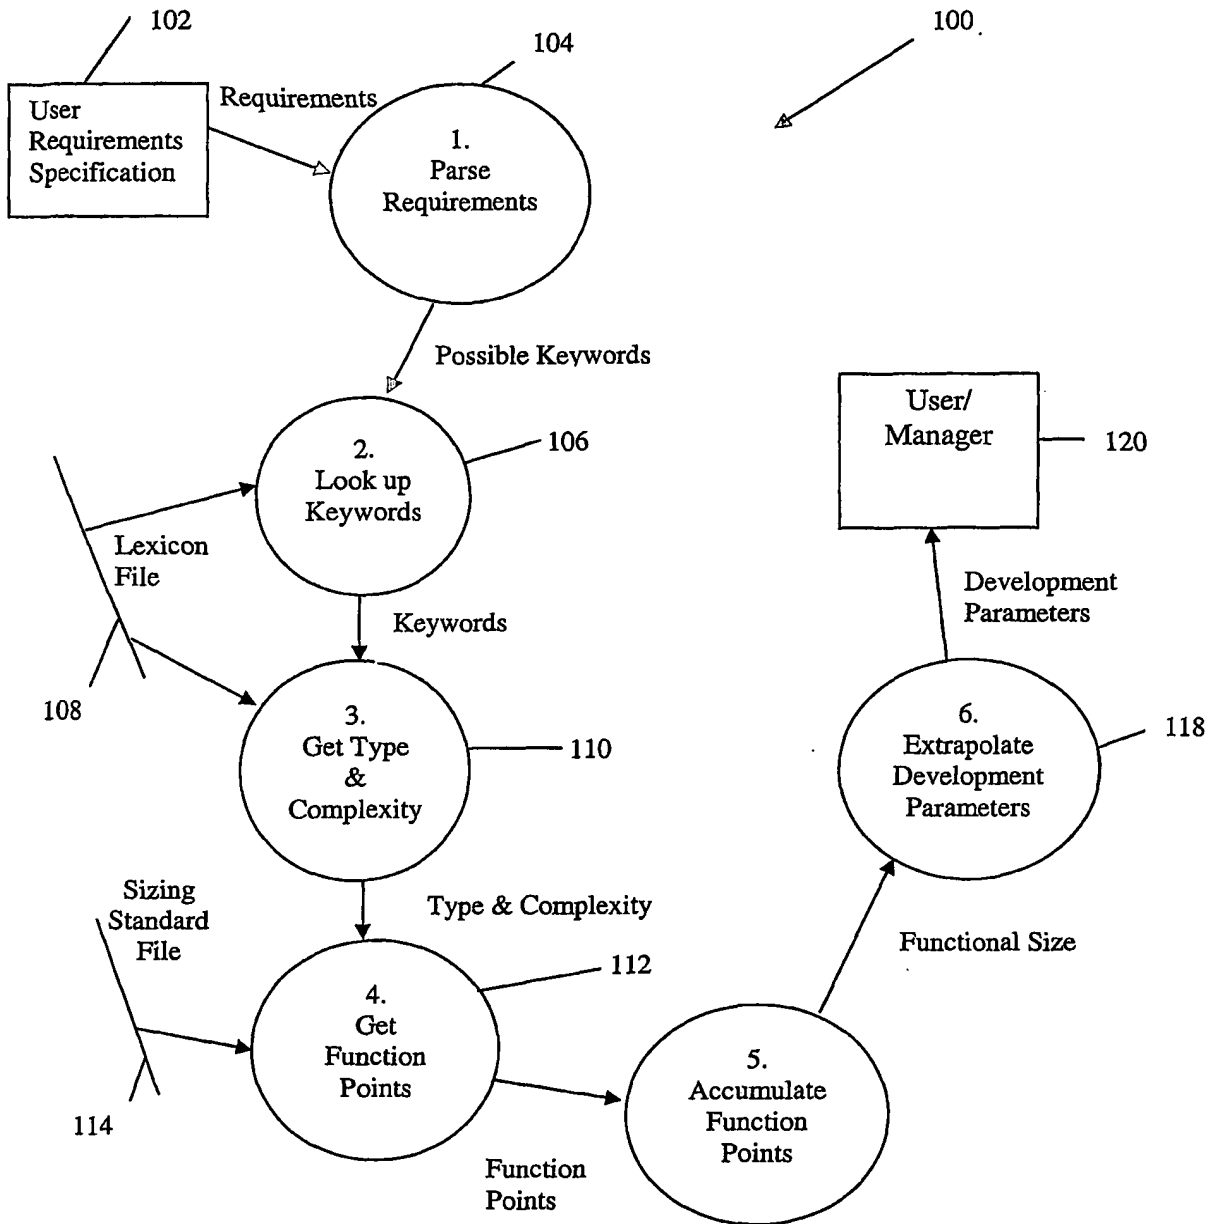 102
104
100
User
Requirements
Specification
Requirements
1.
Parse
Requirements
Possible Keywords
2.
Look up
Keywords
106
Lexicon
File
108
Keywords
3.
Get Type
&
Complexity
110
Type & Complexity
Sizing
Standard
File
114
4.
Get
Function
Points
112
Function
Points
5.
Accumulate
Function
Points
Functional Size
6.
Extrapolate
Development
Parameters
118
Development
Parameters
User/
Manager
120